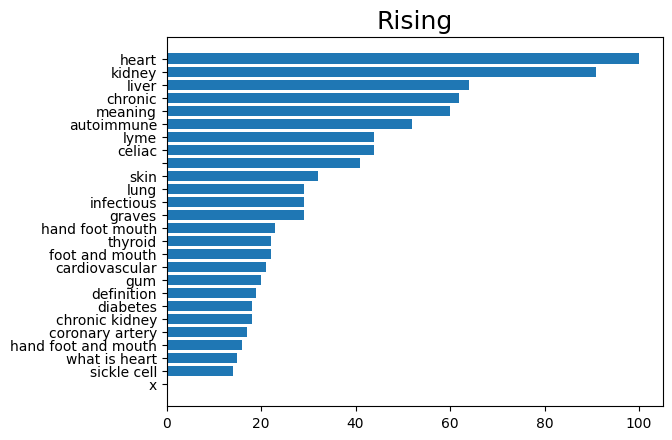 Rising
heart
kidney
liver
chronic
meaning
autoimmune
lyme
celiac
skin
lung
infectious
graves
hand foot mouth
thyroid
foot and mouth
cardiovascular
gum
definition
diabetes
chronic kidney
coronary artery
hand foot and mouth
what is heart
sickle cell
x
0 20 40 60 80 100